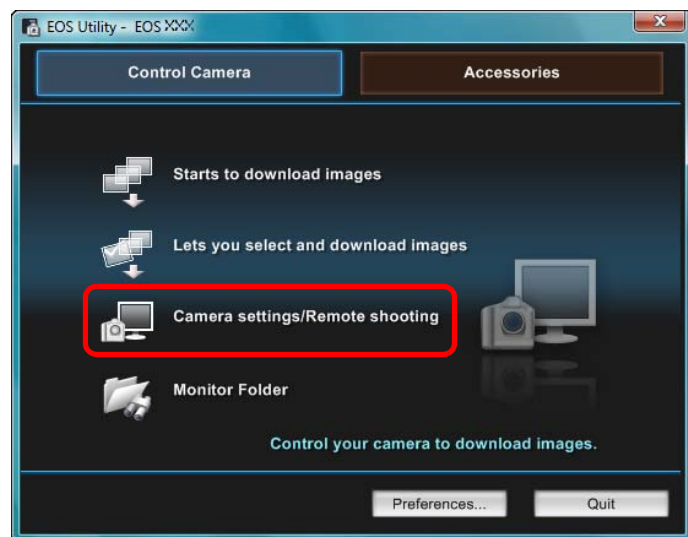 EOS Utility - EOS XXX
Control Camera
Accessories
Starts to download images
Lets you select and download images
Camera settings/Remote shooting
Monitor Folder
Control your camera to download images.
Preferences...
Quit